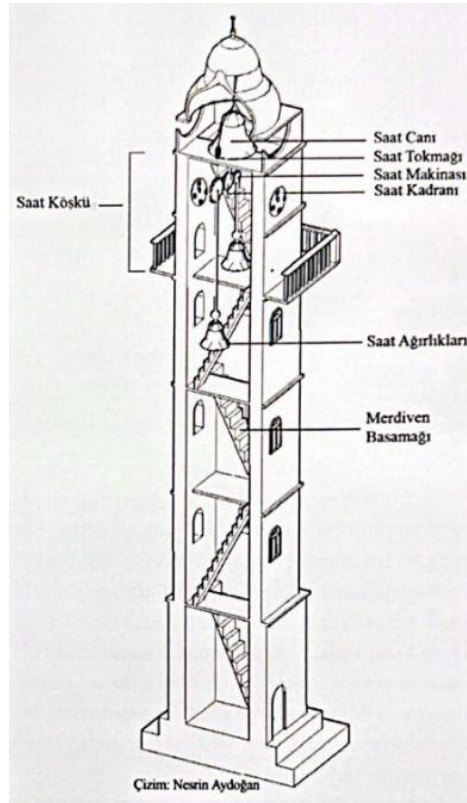 Saat Canı
Saat Tokmağı
Saat Makinası
Saat Kadranı
Saat Köşkü
Saat Ağırlıkları
Merdiven
Basamağı
Çizim: Nesrin Aydoğan